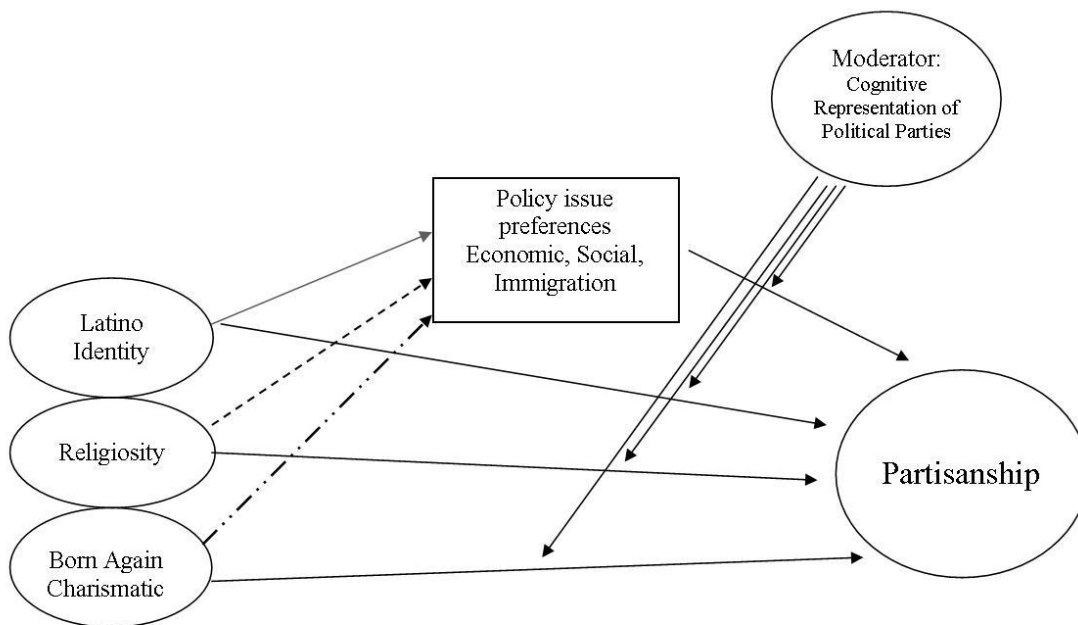 Moderator:
Cognitive
Representation of
Political Parties
Policy issue
preferences
Economic, Social,
Immigration
Latino
Identity
Religiosity
Partisanship
Born Again
Charismatic